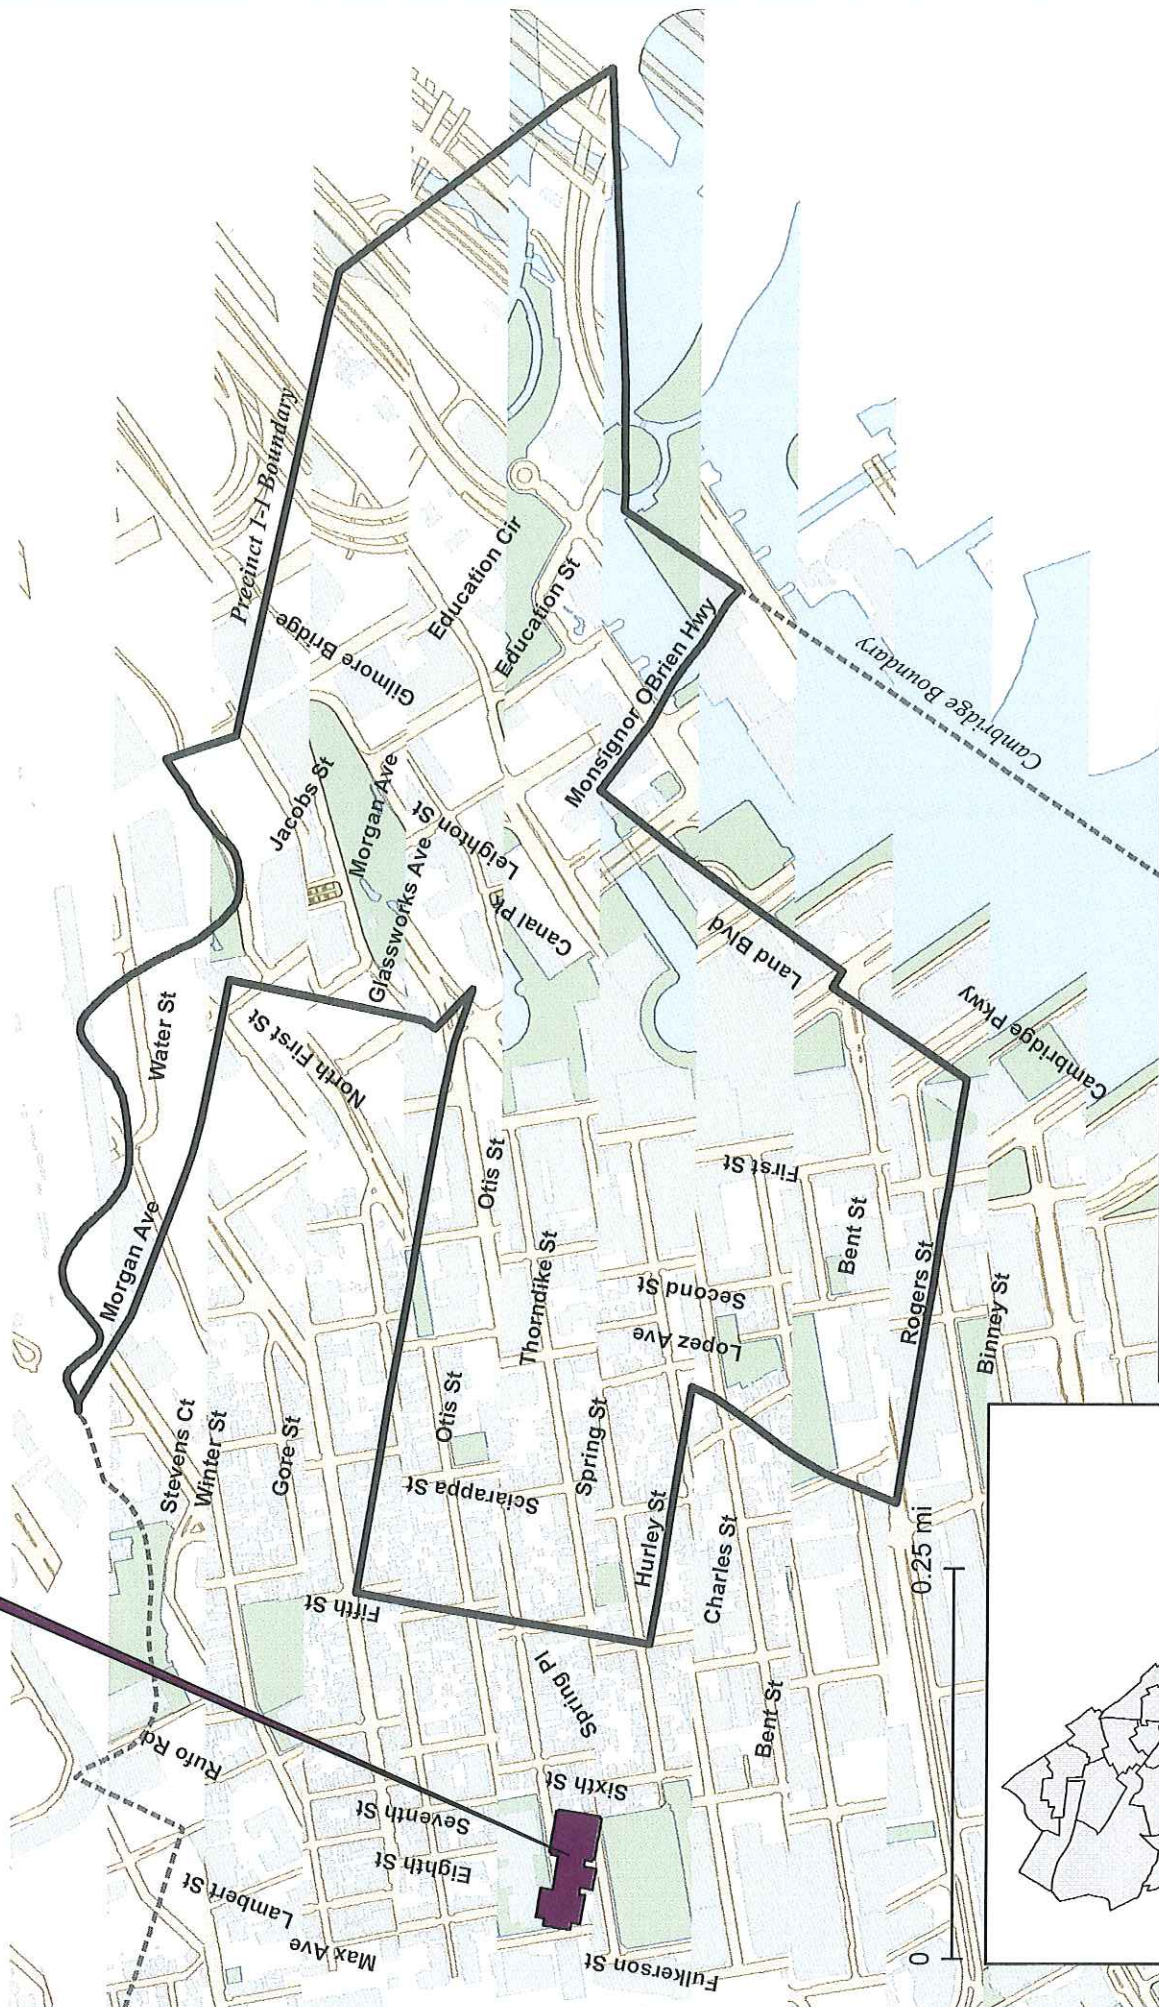 Precinct 1-1 Boundary
Gilmore Bridge
Education Cir
Education St
Monsignor OBrien Hwy
Cambridge Boundary
Jacobs St
Morgan Ave
Glassworks Ave
Leighton St
Canal Pk
Land Blvd
Cambridge Pkwy
Water St
North First St
Morgan Ave
Otis St
First St
Thorndike St
Second St
Lopez Ave
Bent St
Rogers St
Binney St
Stevens Ct
Winter St
Gore St
Otis St
Sciarappa St
Spring St
Hurley St
Charles St
Fifth St
Spring Pl
Bent St
Rufo Rd
Sixth St
Seventh St
Eighth St
Lambert St
Max Ave
Fulkerson St
0
0.25 mi